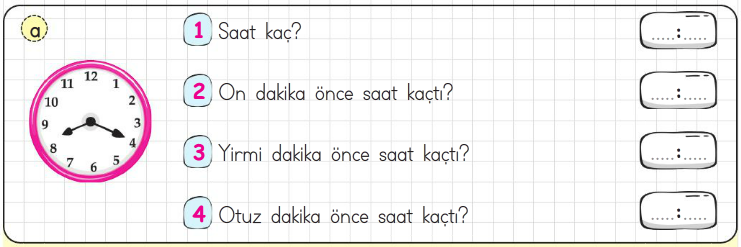 a
1 Saat kaç?
.....:.....
2 On dakika önce saat kaçtı?
.....:.....
3 Yirmi dakika önce saat kaçtı?
.....:.....
4 Otuz dakika önce saat kaçtı?
.....:.....
12
11 1
10 2
9 3
8 4
7 5
6